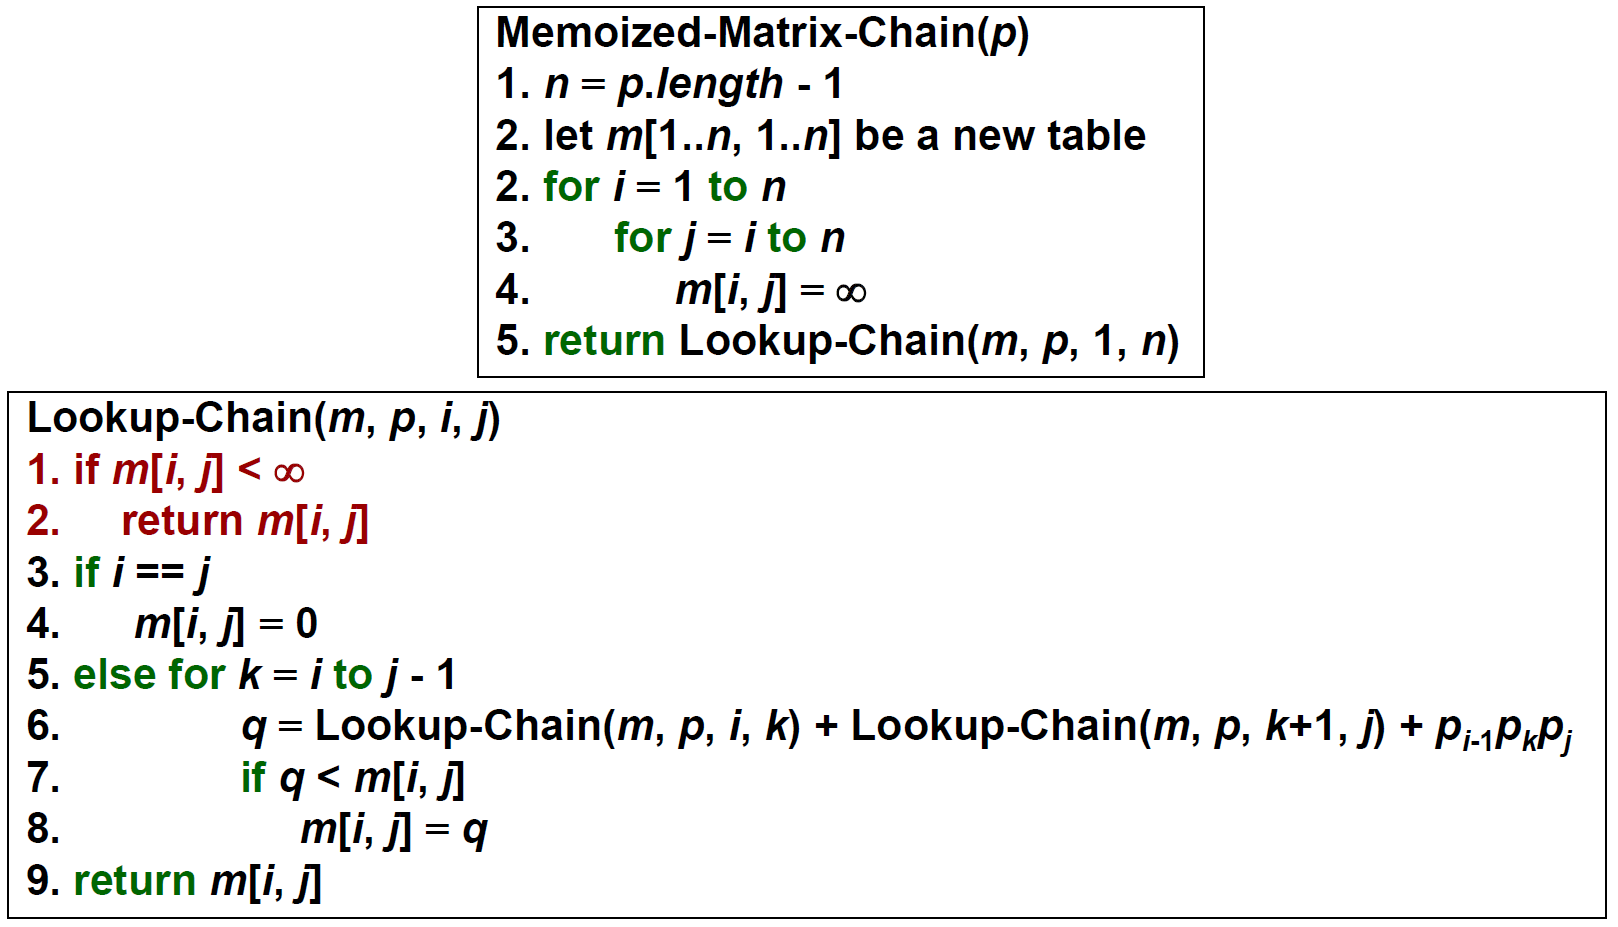 Memoized-Matrix-Chain(p)
1. n = p.length - 1
2. let m[1..n, 1..n] be a new table
2. for i = 1 to n
3. for j = i to n
4. m[i, j] = ∞
5. return Lookup-Chain(m, p, 1, n)
Lookup-Chain(m, p, i, j)
1. if m[i, j] < ∞
2. return m[i, j]
3. if i == j
4. m[i, j] = 0
5. else for k = i to j - 1
6. q = Lookup-Chain(m, p, i, k) + Lookup-Chain(m, p, k+1, j) + p_{i-1}p_kp_j
7. if q < m[i, j]
8. m[i, j] = q
9. return m[i, j]